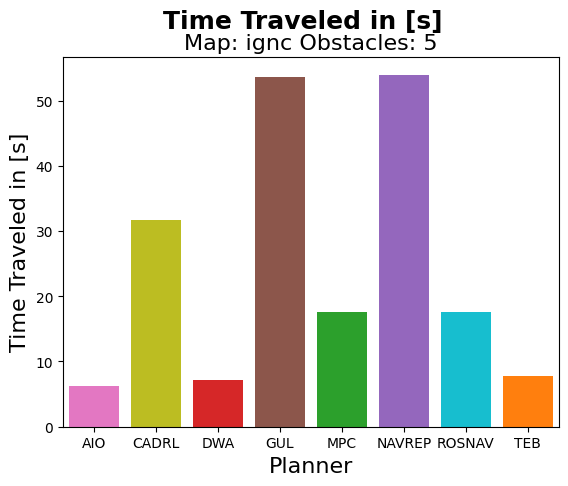 Time Traveled in [s]
Map: ignc Obstacles: 5
Time Traveled in [s]
50
40
30
20
10
0
AIO CADRL DWA GUL MPC NAVREP ROSNAV TEB
Planner